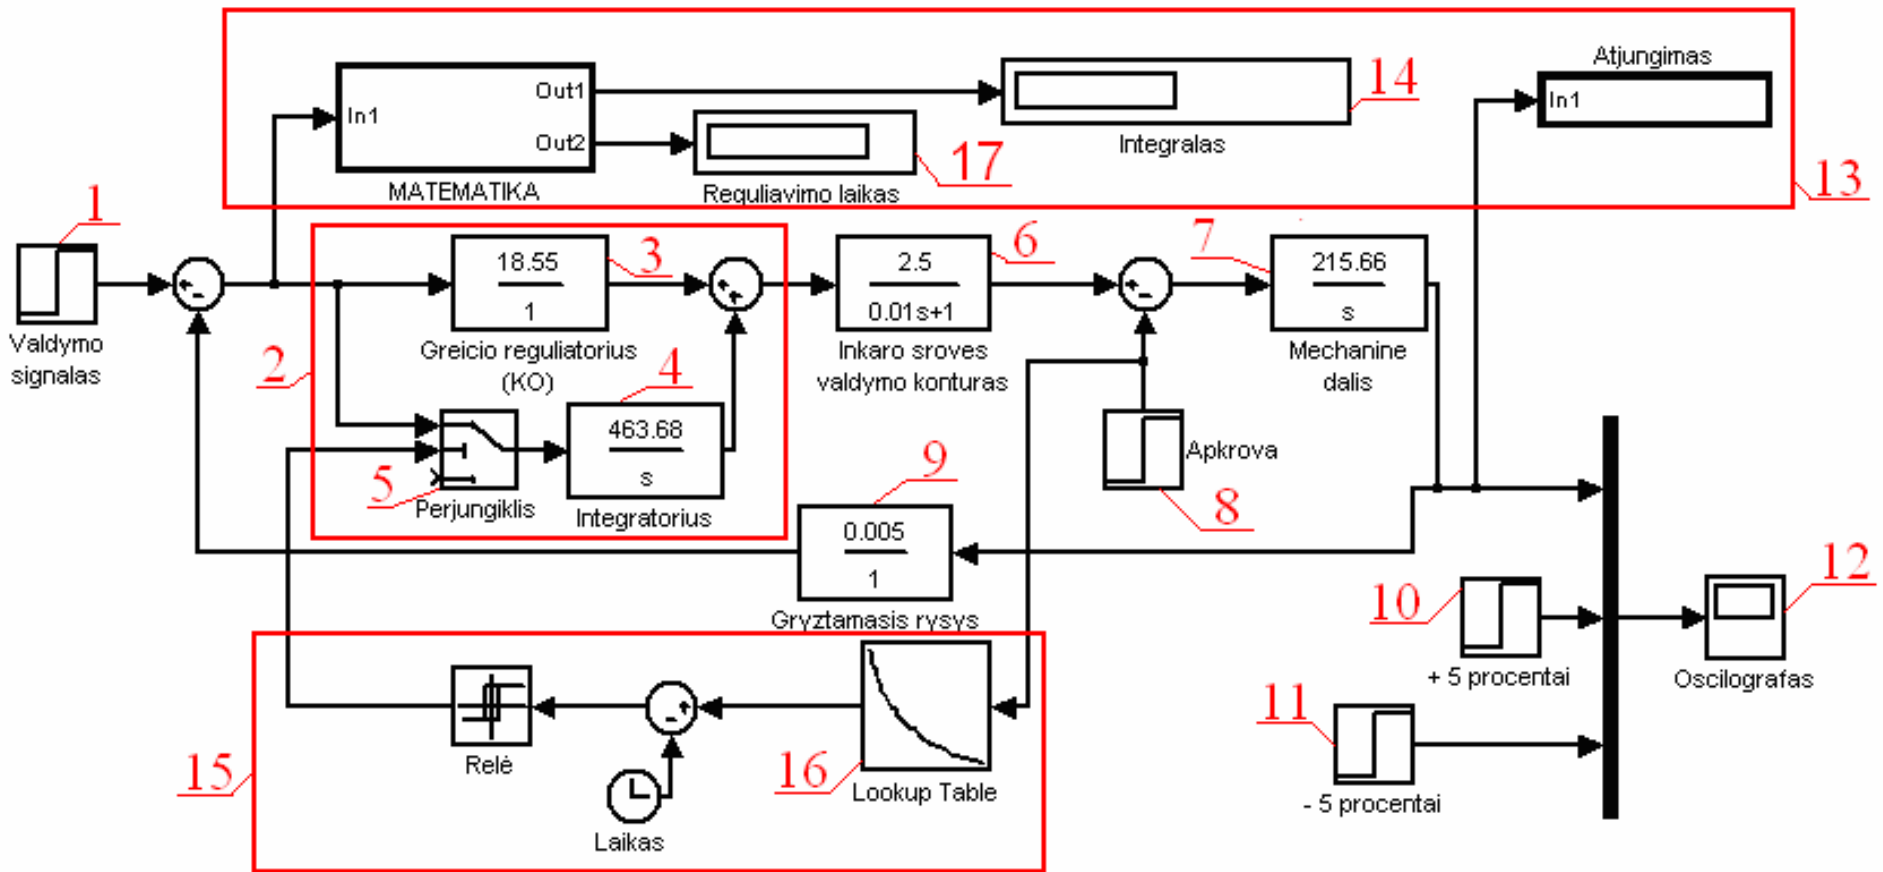 Atjungimas
In1
Out1
Out2
MATEMATIKA
Integralas
14
In1
17
Reguliavimo laikas
13
1
Valdymo
signalas
2
18.55
1
3
Greicio reguliatorius
(KO)
4
463.68
s
Integratorius
5
Perjungiklis
2.5
0.01s+1
6
Inkaro sroves
valdymo konturas
7
215.66
s
Mechanine
dalis
Apkrova
8
9
0.005
1
Gryztamasis rysys
10
+ 5 procentai
11
- 5 procentai
12
Oscilografas
15
Relė
Laikas
16
Lookup Table